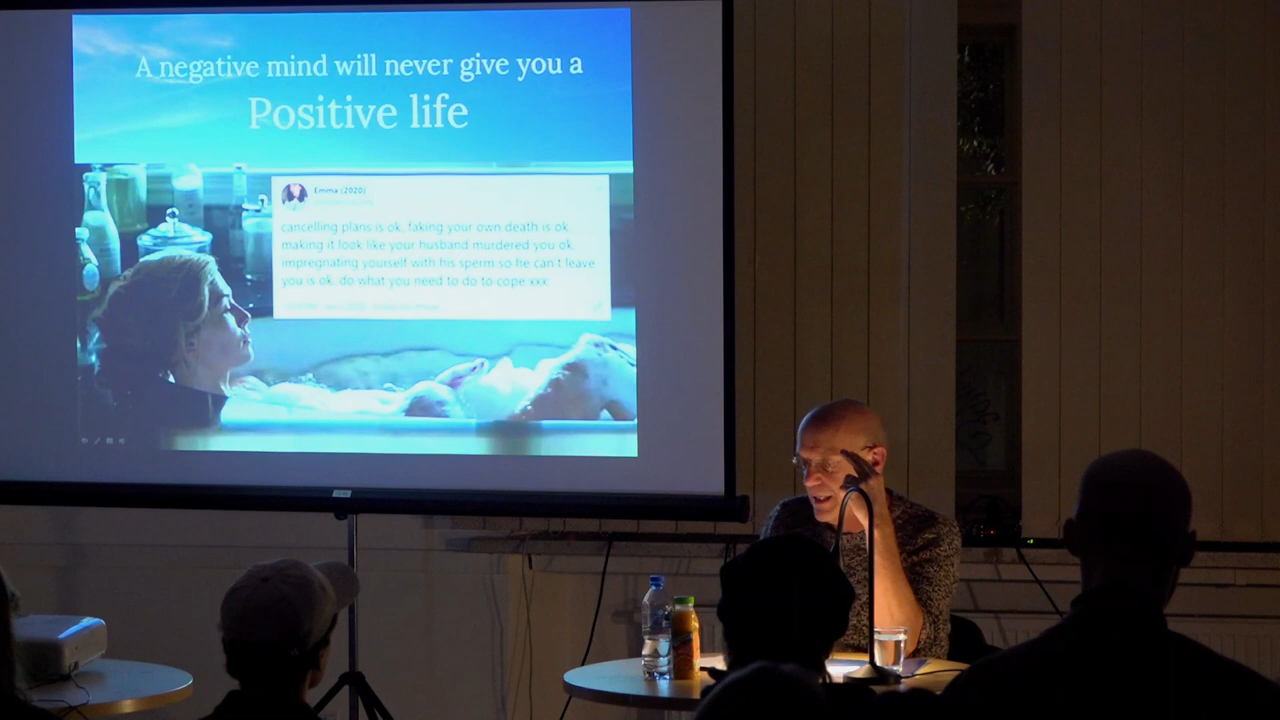 A negative mind will never give you a
Positive life
Emma (2020)
cancelling plans is ok. faking your own death is ok
making it look like your husband murdered you ok.
impregnating yourself with his sperm so he can't leave
you is ok. do what you need to do to cope xxx